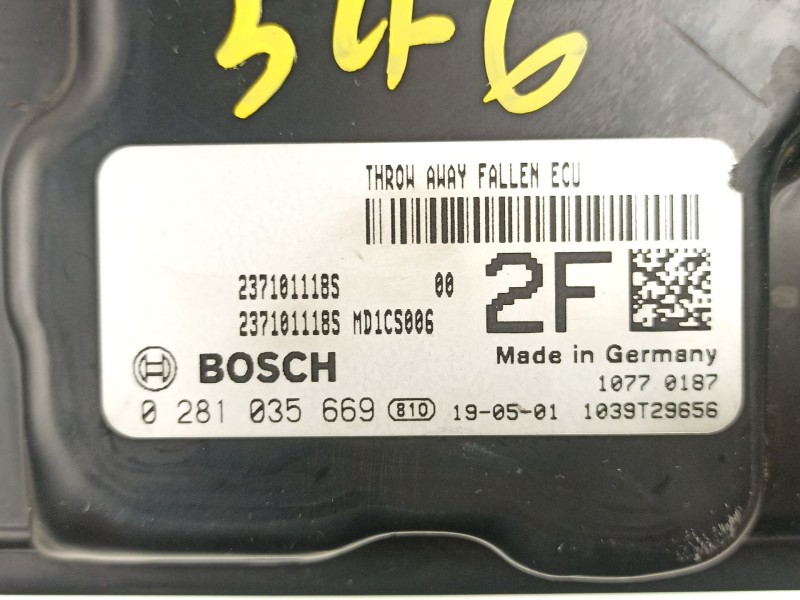 546
THROW AWAY FALLEN ECU
237101118S 00
237101118S MD1CS006
2F
Made in Germany
BOSCH
1077 0187
0 281 035 669 810 19-05-01 1039T29656